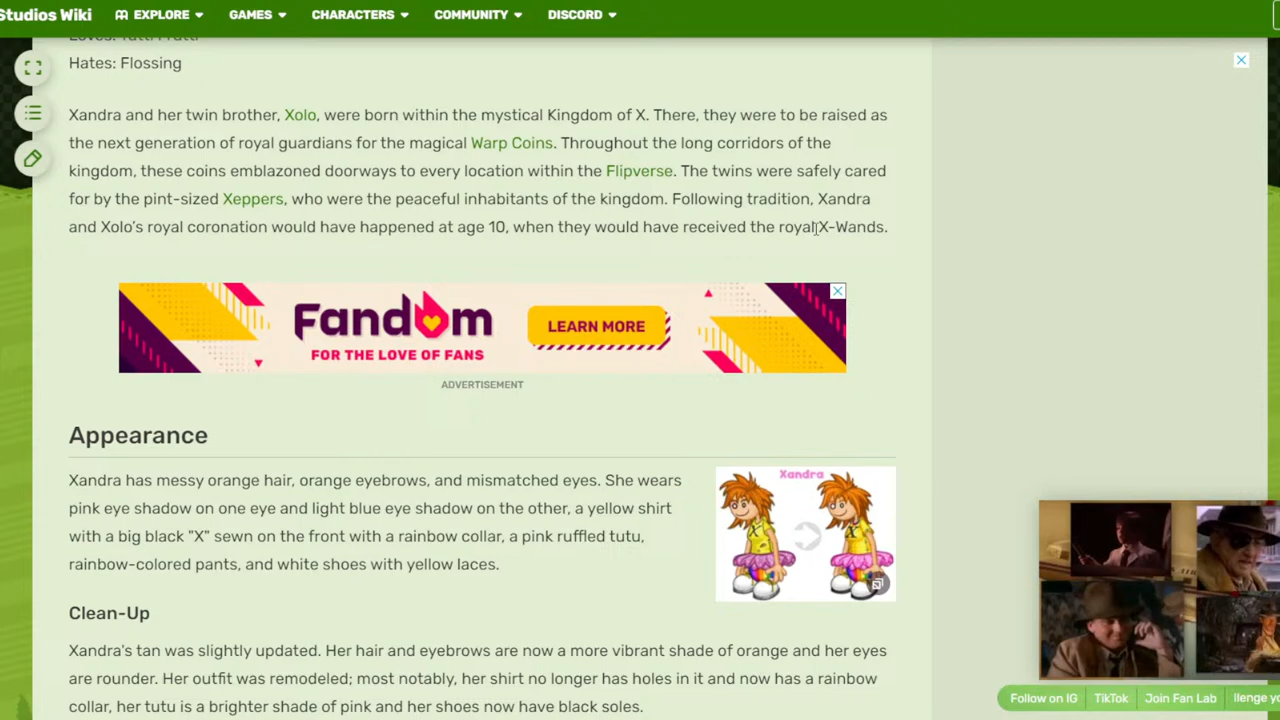 Studios Wiki EXPLORE GAMES CHARACTERS COMMUNITY DISCORD
Loves: Tutti Frutti
Hates: Flossing
Xandra and her twin brother, Xolo, were born within the mystical Kingdom of X. There, they were to be raised as
the next generation of royal guardians for the magical Warp Coins. Throughout the long corridors of the
kingdom, these coins emblazoned doorways to every location within the Flipverse. The twins were safely cared
for by the pint-sized Xeppers, who were the peaceful inhabitants of the kingdom. Following tradition, Xandra
and Xolo’s royal coronation would have happened at age 10, when they would have received the royal X-Wands.
Fandom
FOR THE LOVE OF FANS
LEARN MORE
ADVERTISEMENT
Appearance
Xandra has messy orange hair, orange eyebrows, and mismatched eyes. She wears
pink eye shadow on one eye and light blue eye shadow on the other, a yellow shirt
with a big black "X" sewn on the front with a rainbow collar, a pink ruffled tutu,
rainbow-colored pants, and white shoes with yellow laces.
Xandra
Clean-Up
Xandra's tan was slightly updated. Her hair and eyebrows are now a more vibrant shade of orange and her eyes
are rounder. Her outfit was remodeled; most notably, her shirt no longer has holes in it and now has a rainbow
collar, her tutu is a brighter shade of pink and her shoes now have black soles.
Follow on IG TikTok Join Fan Lab llenge yo